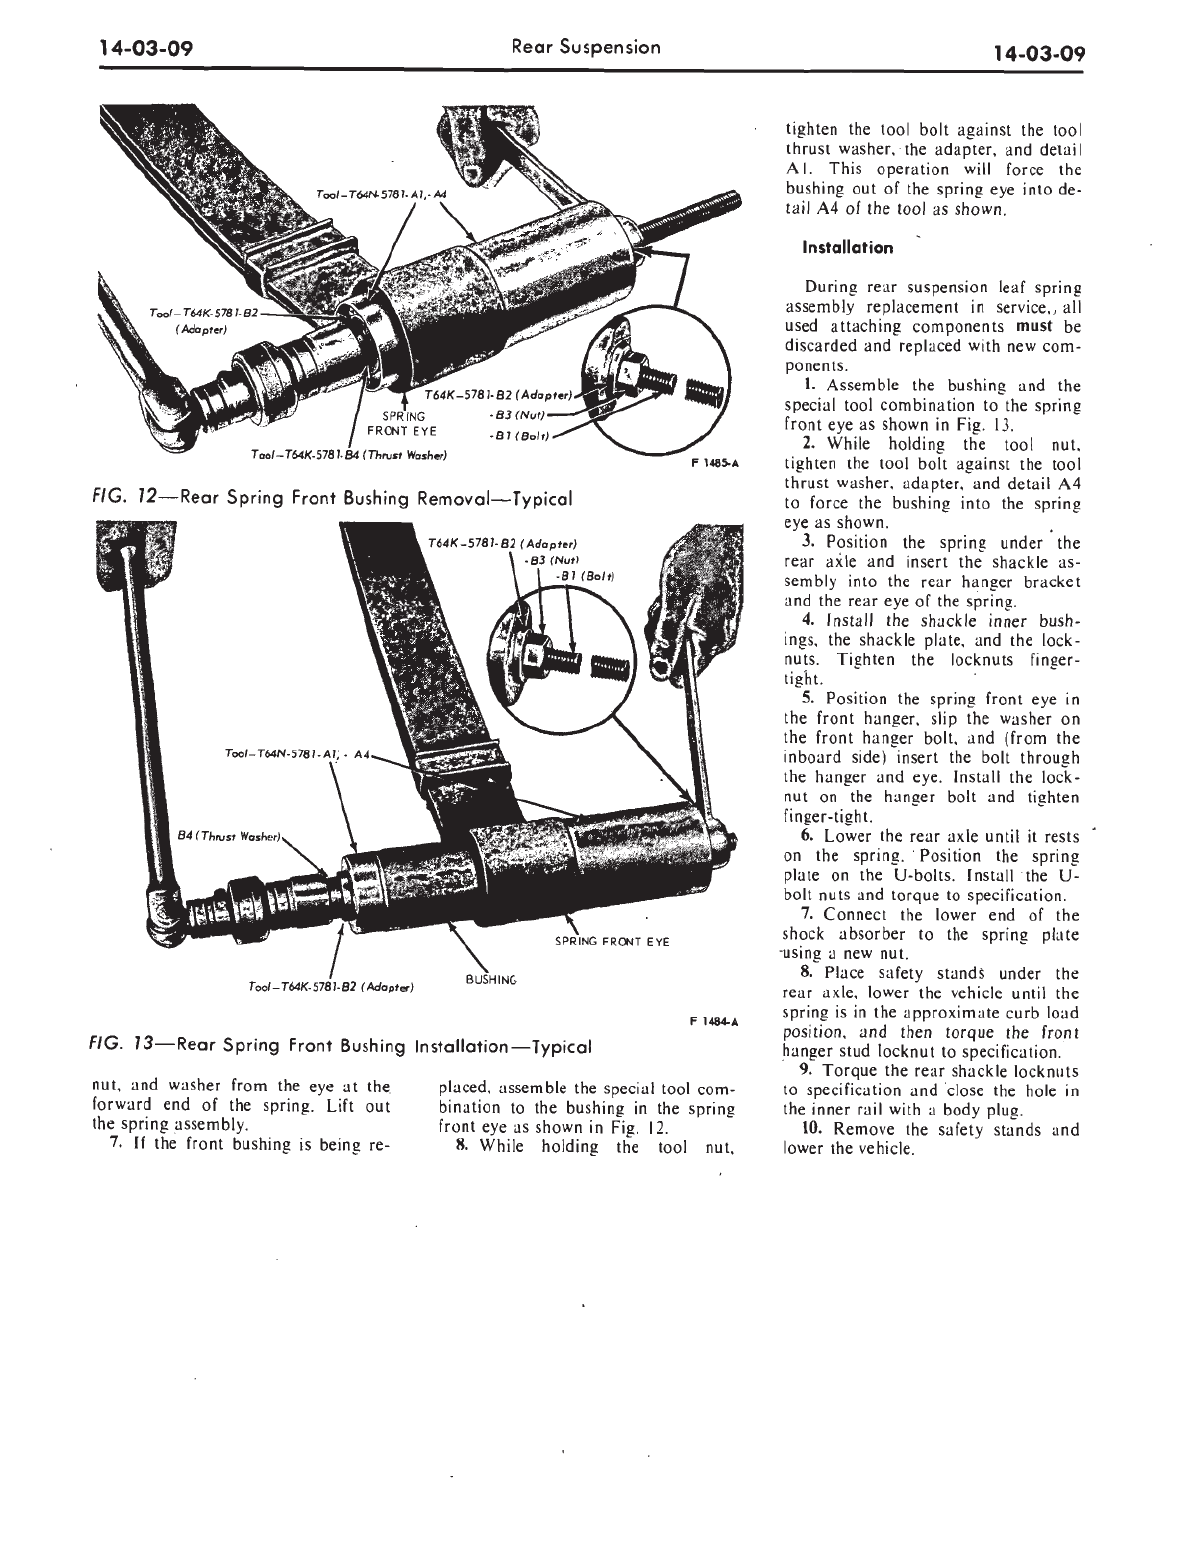 14-03-09
Rear Suspension
14-03-09
Tool-T64N-5781-A1,-A4
Tool-T64K-5781-B2
(Adapter)
T64K-5781-B2 (Adapter)
-B3 (Nut)
-B1 (Bolt)
SPRING
FRONT EYE
Tool-T64K-5781-B4 (Thrust Washer)
F 1485-A
FIG. 12—Rear Spring Front Bushing Removal—Typical
T64K-5781-B2 (Adapter)
-B3 (Nut)
-B1 (Bolt)
Tool-T64N-5781-A1, - A4
B4 (Thrust Washer)
SPRING FRONT EYE
BUSHING
Tool-T64K-5781-B2 (Adapter)
F 1484-A
FIG. 13—Rear Spring Front Bushing Installation—Typical
nut, and washer from the eye at the
forward end of the spring. Lift out
the spring assembly.
7. If the front bushing is being re-
placed, assemble the special tool com-
bination to the bushing in the spring
front eye as shown in Fig. 12.
8. While holding the tool nut,
tighten the tool bolt against the tool
thrust washer, the adapter, and detail
A1. This operation will force the
bushing out of the spring eye into de-
tail A4 of the tool as shown.
Installation
During rear suspension leaf spring
assembly replacement in service, all
used attaching components must be
discarded and replaced with new com-
ponents.
1. Assemble the bushing and the
special tool combination to the spring
front eye as shown in Fig. 13.
2. While holding the tool nut,
tighten the tool bolt against the tool
thrust washer, adapter, and detail A4
to force the bushing into the spring
eye as shown.
3. Position the spring under the
rear axle and insert the shackle as-
sembly into the rear hanger bracket
and the rear eye of the spring.
4. Install the shackle inner bush-
ings, the shackle plate, and the lock-
nuts. Tighten the locknuts finger-
tight.
5. Position the spring front eye in
the front hanger, slip the washer on
the front hanger bolt, and (from the
inboard side) insert the bolt through
the hanger and eye. Install the lock-
nut on the hanger bolt and tighten
finger-tight.
6. Lower the rear axle until it rests
on the spring. Position the spring
plate on the U-bolts. Install the U-
bolt nuts and torque to specification.
7. Connect the lower end of the
shock absorber to the spring plate
using a new nut.
8. Place safety stands under the
rear axle, lower the vehicle until the
spring is in the approximate curb load
position, and then torque the front
hanger stud locknut to specification.
9. Torque the rear shackle locknuts
to specification and close the hole in
the inner rail with a body plug.
10. Remove the safety stands and
lower the vehicle.